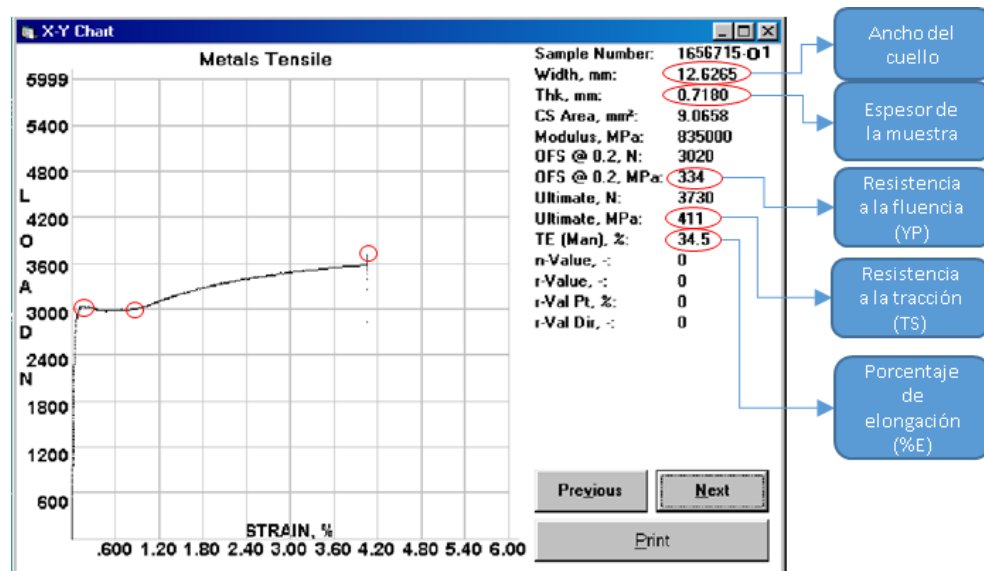 X-Y Chart
Metals Tensile
5999
5400
4800
4200
3600
3000
2400
1800
1200
600
LOAD N
STRAIN, %
.600 1.20 1.80 2.40 3.00 3.60 4.20 4.80 5.40 6.00
Sample Number: 1656715-01
Width, mm: 12.6265
Thk, mm: 0.7180
CS Area, mm²: 9.0658
Modulus, MPa: 835000
OFS @ 0.2, N: 3020
OFS @ 0.2, MPa: 334
Ultimate, N: 3730
Ultimate, MPa: 411
TE (Man), %: 34.5
n-Value, -: 0
r-Value, -: 0
r-Val Pt, %: 0
r-Val Dir, -: 0
Previous
Next
Print
Ancho del
cuello
Espesor de
la muestra
Resistencia
a la fluencia
(YP)
Resistencia
a la tracción
(TS)
Porcentaje
de
elongación
(%E)